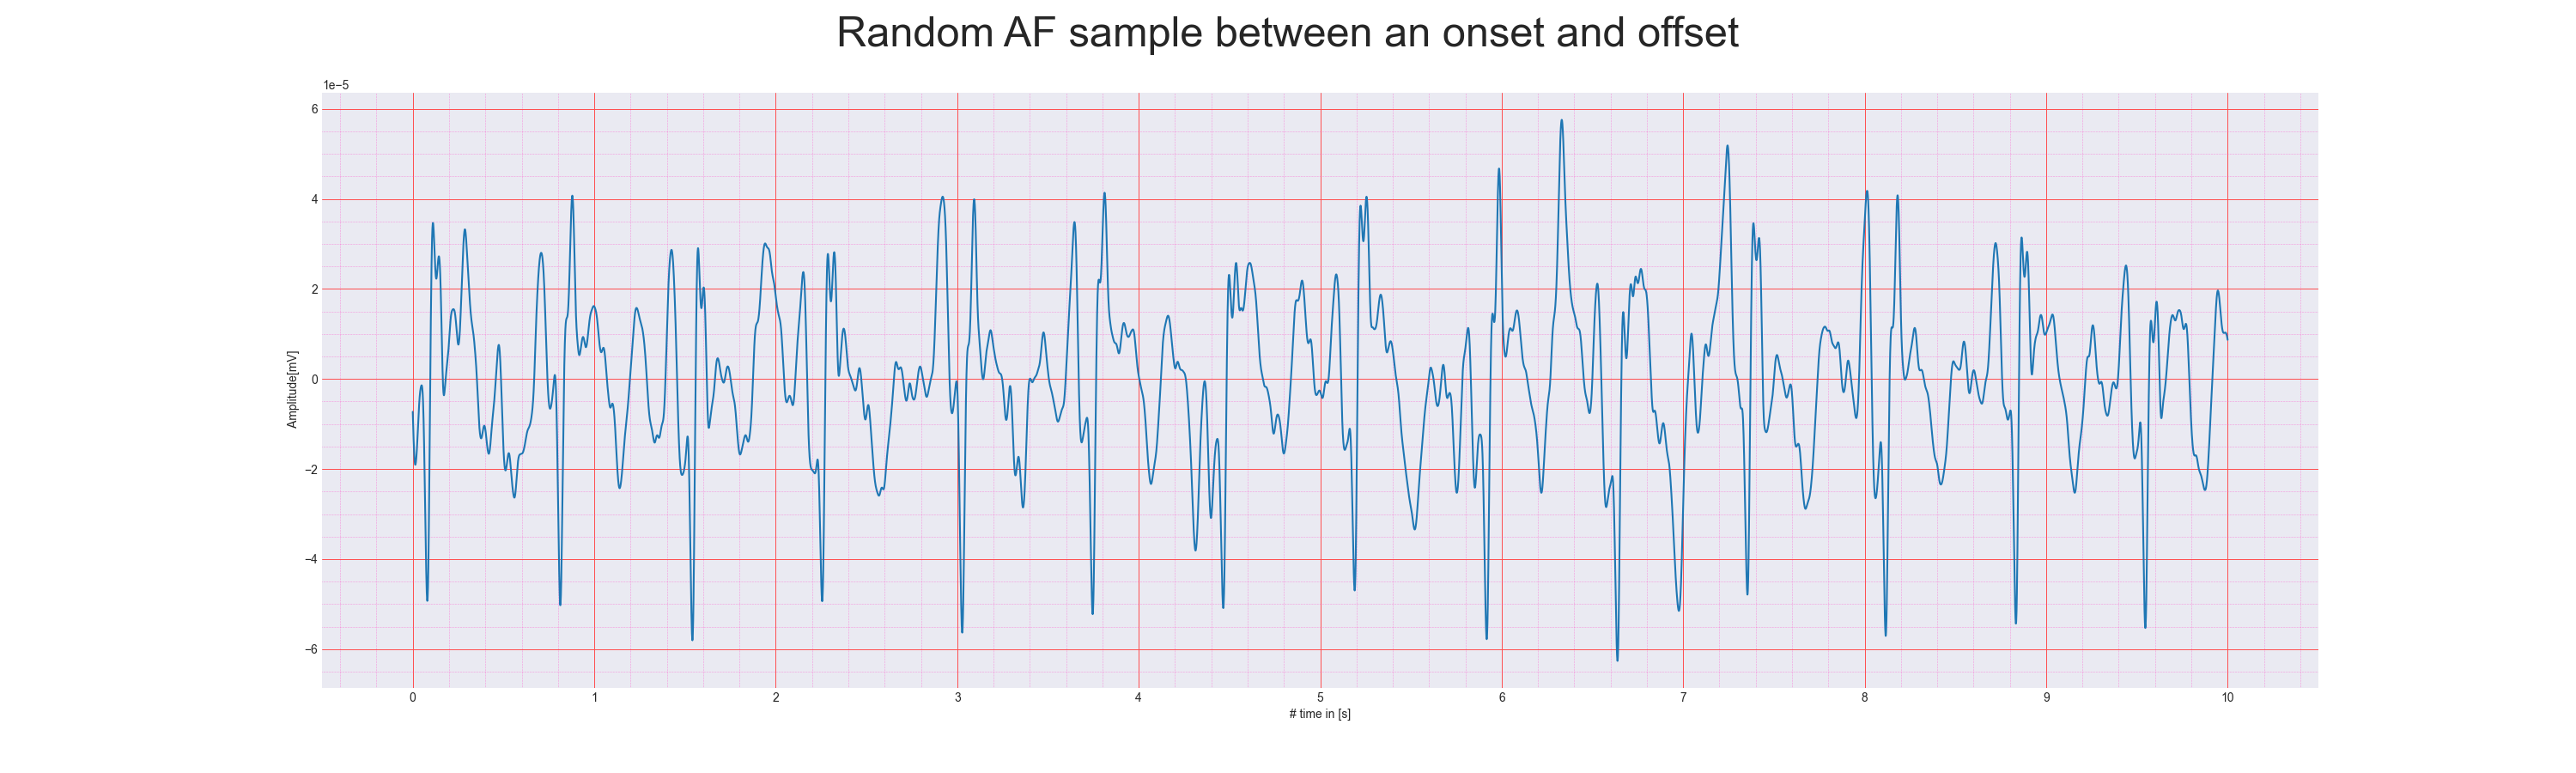 Random AF sample between an onset and offset
1e−5
6
4
2
0
−2
−4
−6
Amplitude[mV]
0 1 2 3 4 5 6 7 8 9 10
# time in [s]